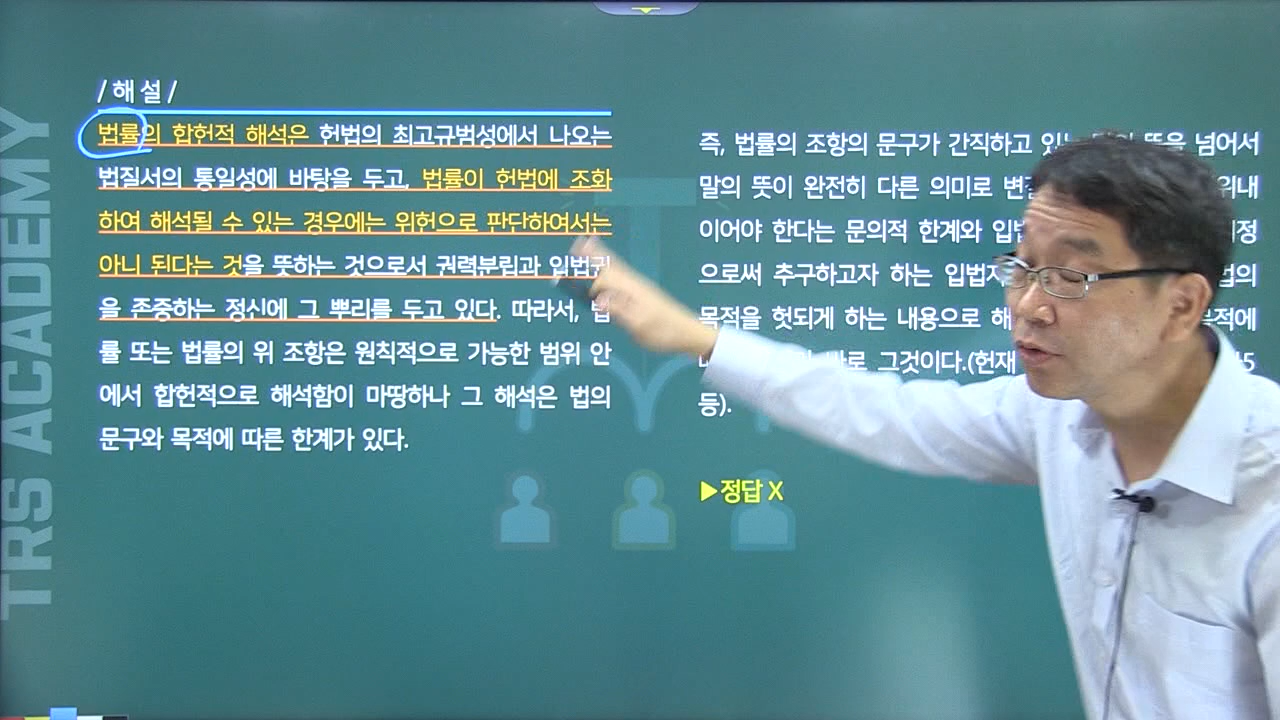 TRS ACADEMY
/ 해 설 /
법률의 합헌적 해석은 헌법의 최고규범성에서 나오는
법질서의 통일성에 바탕을 두고, 법률이 헌법에 조화
하여 해석될 수 있는 경우에는 위헌으로 판단하여서는
아니 된다는 것을 뜻하는 것으로서 권력분립과 입법권
을 존중하는 정신에 그 뿌리를 두고 있다. 따라서, 법
률 또는 법률의 위 조항은 원칙적으로 가능한 범위 안
에서 합헌적으로 해석함이 마땅하나 그 해석은 법의
문구와 목적에 따른 한계가 있다.
즉, 법률의 조항의 문구가 간직하고 뜻을 넘어서
말의 뜻이 완전히 다른 의미로
이어야 한다는 문의적 한계와
으로써 추구하고자 하는
목적을 헛되게 하는 내용으로
그것이다.(헌재
등).
▶정답 X